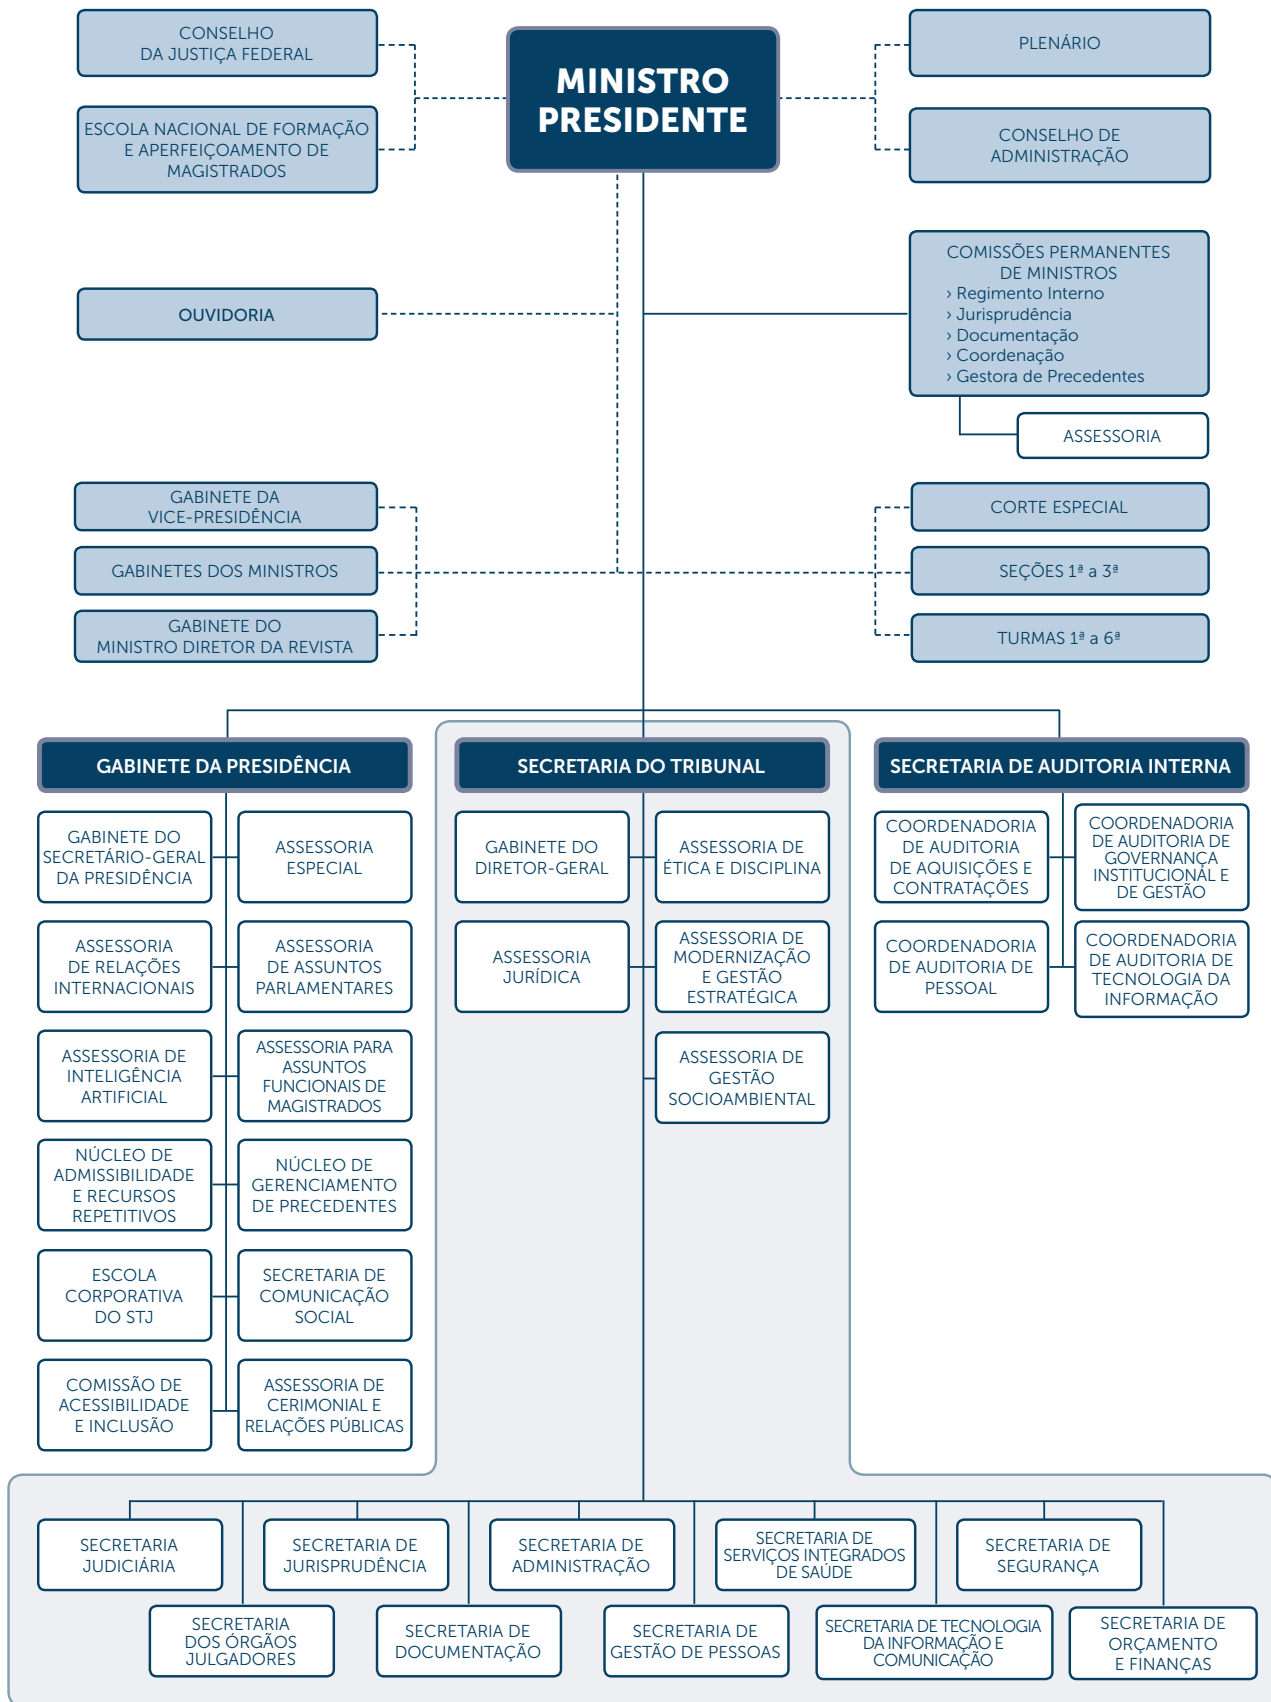 CONSELHO
DA JUSTIÇA FEDERAL
ESCOLA NACIONAL DE FORMAÇÃO
E APERFEIÇOAMENTO DE
MAGISTRADOS
MINISTRO
PRESIDENTE
PLENÁRIO
CONSELHO DE
ADMINISTRAÇÃO
OUVIDORIA
COMISSÕES PERMANENTES
DE MINISTROS
› Regimento Interno
› Jurisprudência
› Documentação
› Coordenação
› Gestora de Precedentes
ASSESSORIA
GABINETE DA
VICE-PRESIDÊNCIA
GABINETES DOS MINISTROS
GABINETE DO
MINISTRO DIRETOR DA REVISTA
CORTE ESPECIAL
SEÇÕES 1ª a 3ª
TURMAS 1ª a 6ª
GABINETE DA PRESIDÊNCIA
GABINETE DO
SECRETÁRIO-GERAL
DA PRESIDÊNCIA
ASSESSORIA
ESPECIAL
ASSESSORIA
DE RELAÇÕES
INTERNACIONAIS
ASSESSORIA
DE ASSUNTOS
PARLAMENTARES
ASSESSORIA DE
INTELIGÊNCIA
ARTIFICIAL
ASSESSORIA PARA
ASSUNTOS
FUNCIONAIS DE
MAGISTRADOS
NÚCLEO DE
ADMISSIBILIDADE
E RECURSOS
REPETITIVOS
NÚCLEO DE
GERENCIAMENTO
DE PRECEDENTES
ESCOLA
CORPORATIVA
DO STJ
SECRETARIA DE
COMUNICAÇÃO
SOCIAL
COMISSÃO DE
ACESSIBILIDADE
E INCLUSÃO
ASSESSORIA DE
CERIMONIAL E
RELAÇÕES PÚBLICAS
SECRETARIA DO TRIBUNAL
GABINETE DO
DIRETOR-GERAL
ASSESSORIA DE
ÉTICA E DISCIPLINA
ASSESSORIA
JURÍDICA
ASSESSORIA DE
MODERNIZAÇÃO
E GESTÃO
ESTRATÉGICA
ASSESSORIA DE
GESTÃO
SOCIOAMBIENTAL
SECRETARIA DE AUDITORIA INTERNA
COORDENADORIA
DE AUDITORIA
DE AQUISIÇÕES E
CONTRATAÇÕES
COORDENADORIA
DE AUDITORIA DE
GOVERNANÇA
INSTITUCIONAL E
DE GESTÃO
COORDENADORIA
DE AUDITORIA DE
PESSOAL
COORDENADORIA
DE AUDITORIA DE
TECNOLOGIA DA
INFORMAÇÃO
SECRETARIA
JUDICIÁRIA
SECRETARIA DE
JURISPRUDÊNCIA
SECRETARIA DE
ADMINISTRAÇÃO
SECRETARIA DE
SERVIÇOS INTEGRADOS
DE SAÚDE
SECRETARIA DE
SEGURANÇA
SECRETARIA
DOS ÓRGÃOS
JULGADORES
SECRETARIA DE
DOCUMENTAÇÃO
SECRETARIA DE
GESTÃO DE PESSOAS
SECRETARIA DE TECNOLOGIA
DA INFORMAÇÃO E
COMUNICAÇÃO
SECRETARIA DE
ORÇAMENTO
E FINANÇAS